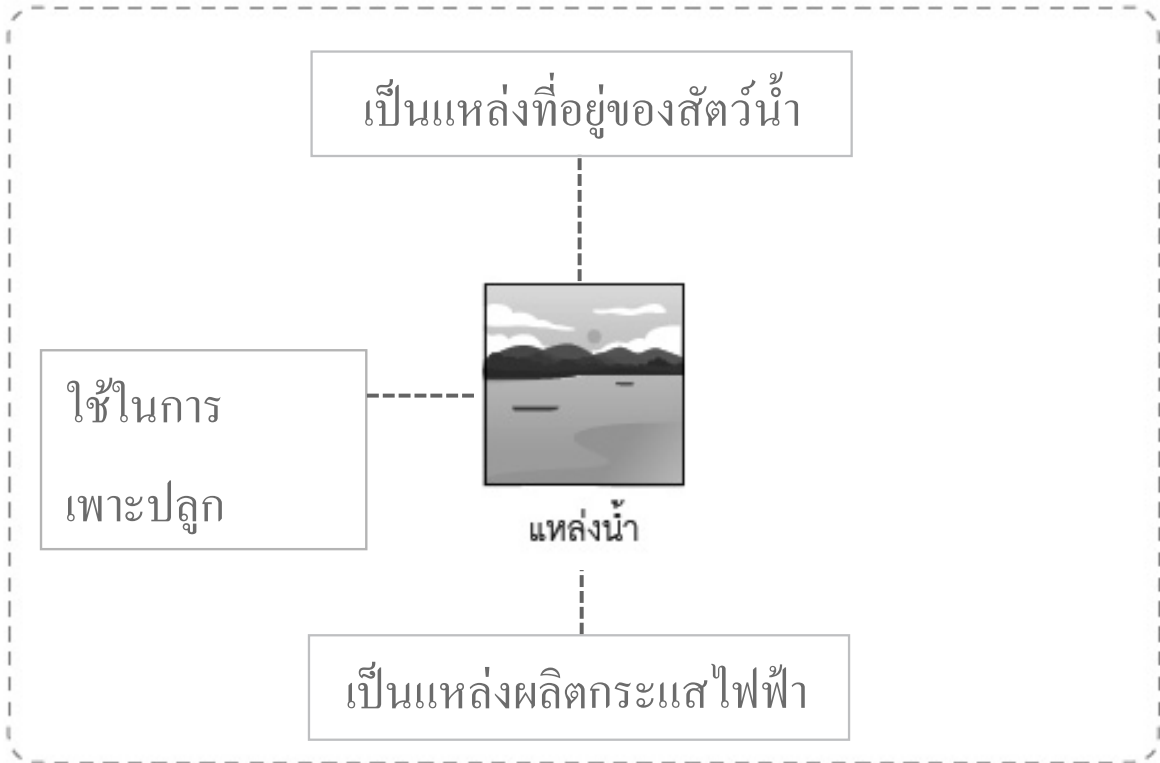 เป็นแหล่งที่อยู่ของสัตว์น้ำ
ใช้ในการ
เพาะปลูก
แหล่งน้ำ
เป็นแหล่งผลิตกระแสไฟฟ้า